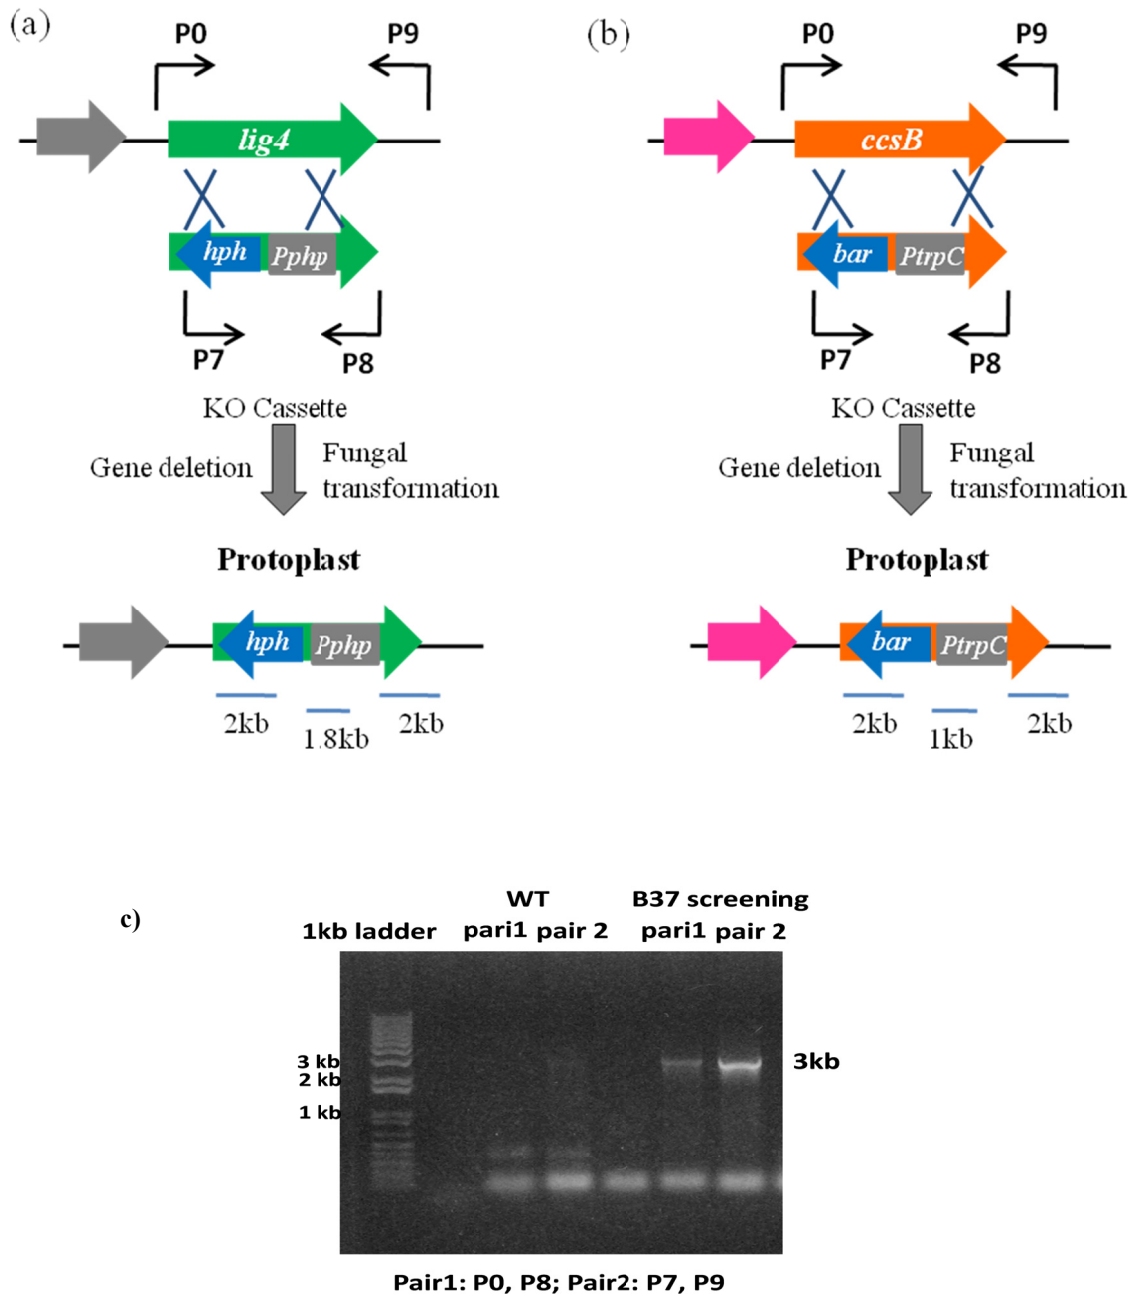 (a)
P0
P9
lig4
hph
Pphp
P7
P8
KO Cassette
Gene deletion
Fungal
transformation
Protoplast
hph
Pphp
2kb
1.8kb
2kb
(b)
P0
P9
ccsB
bar
PtrpC
P7
P8
KO Cassette
Gene deletion
Fungal
transformation
Protoplast
bar
PtrpC
2kb
1kb
2kb
c)
WT
B37 screening
1kb ladder
pari1 pair 2
pari1 pair 2
3 kb
2 kb
1 kb
3kb
Pair1: P0, P8; Pair2: P7, P9